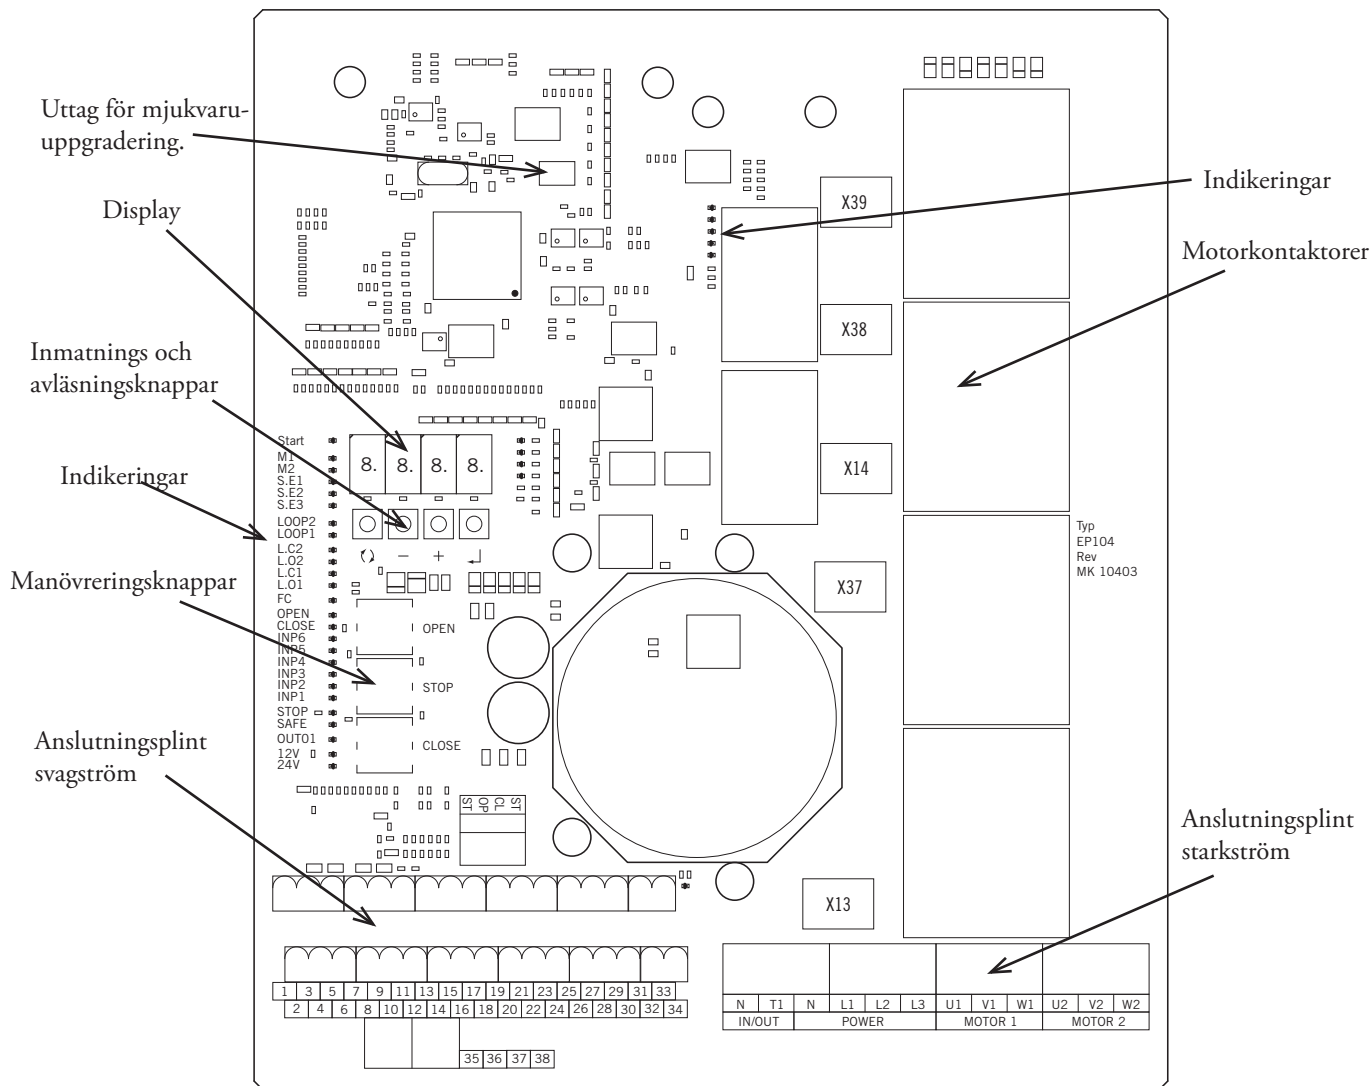 Uttag för mjukvaru-
uppgradering.
Display
Inmatnings och
avläsningsknappar
Indikeringar
Manövreringsknappar
Anslutningsplint
svagström
Indikeringar
Motorkontaktorer
Anslutningsplint
starkström
X39
X38
X14
X37
X13
Typ
EP104
Rev
MK 10403
Start
M1
M2
S.E1
S.E2
S.E3
LOOP2
LOOP1
L.C2
L.O2
L.C1
L.O1
FC
OPEN
CLOSE
INP6
INP5
INP4
INP3
INP2
INP1
STOP
SAFE
OUT01
12V
24V
8. 8. 8. 8.
− +
OPEN
STOP
CLOSE
ST OP CL ST
1 3 5 7 9 11 13 15 17 19 21 23 25 27 29 31 33
2 4 6 8 10 12 14 16 18 20 22 24 26 28 30 32 34
35 36 37 38
N T1 N L1 L2 L3 U1 V1 W1 U2 V2 W2
IN/OUT POWER MOTOR 1 MOTOR 2